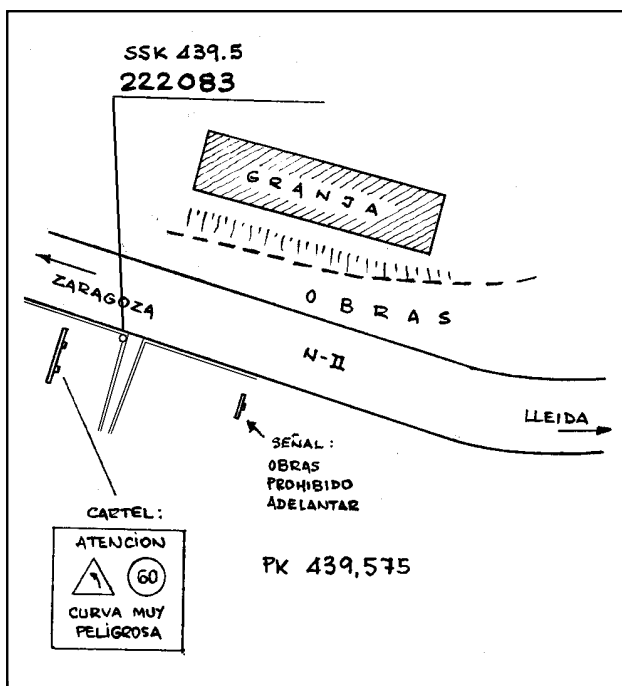 SSK 439.5
222083
GRANJA
ZARAGOZA
OBRAS
N-II
LLEIDA
SEÑAL:
OBRAS
PROHIBIDO
ADELANTAR
CARTEL:
ATENCION
60
CURVA MUY
PELIGROSA
PK 439,575